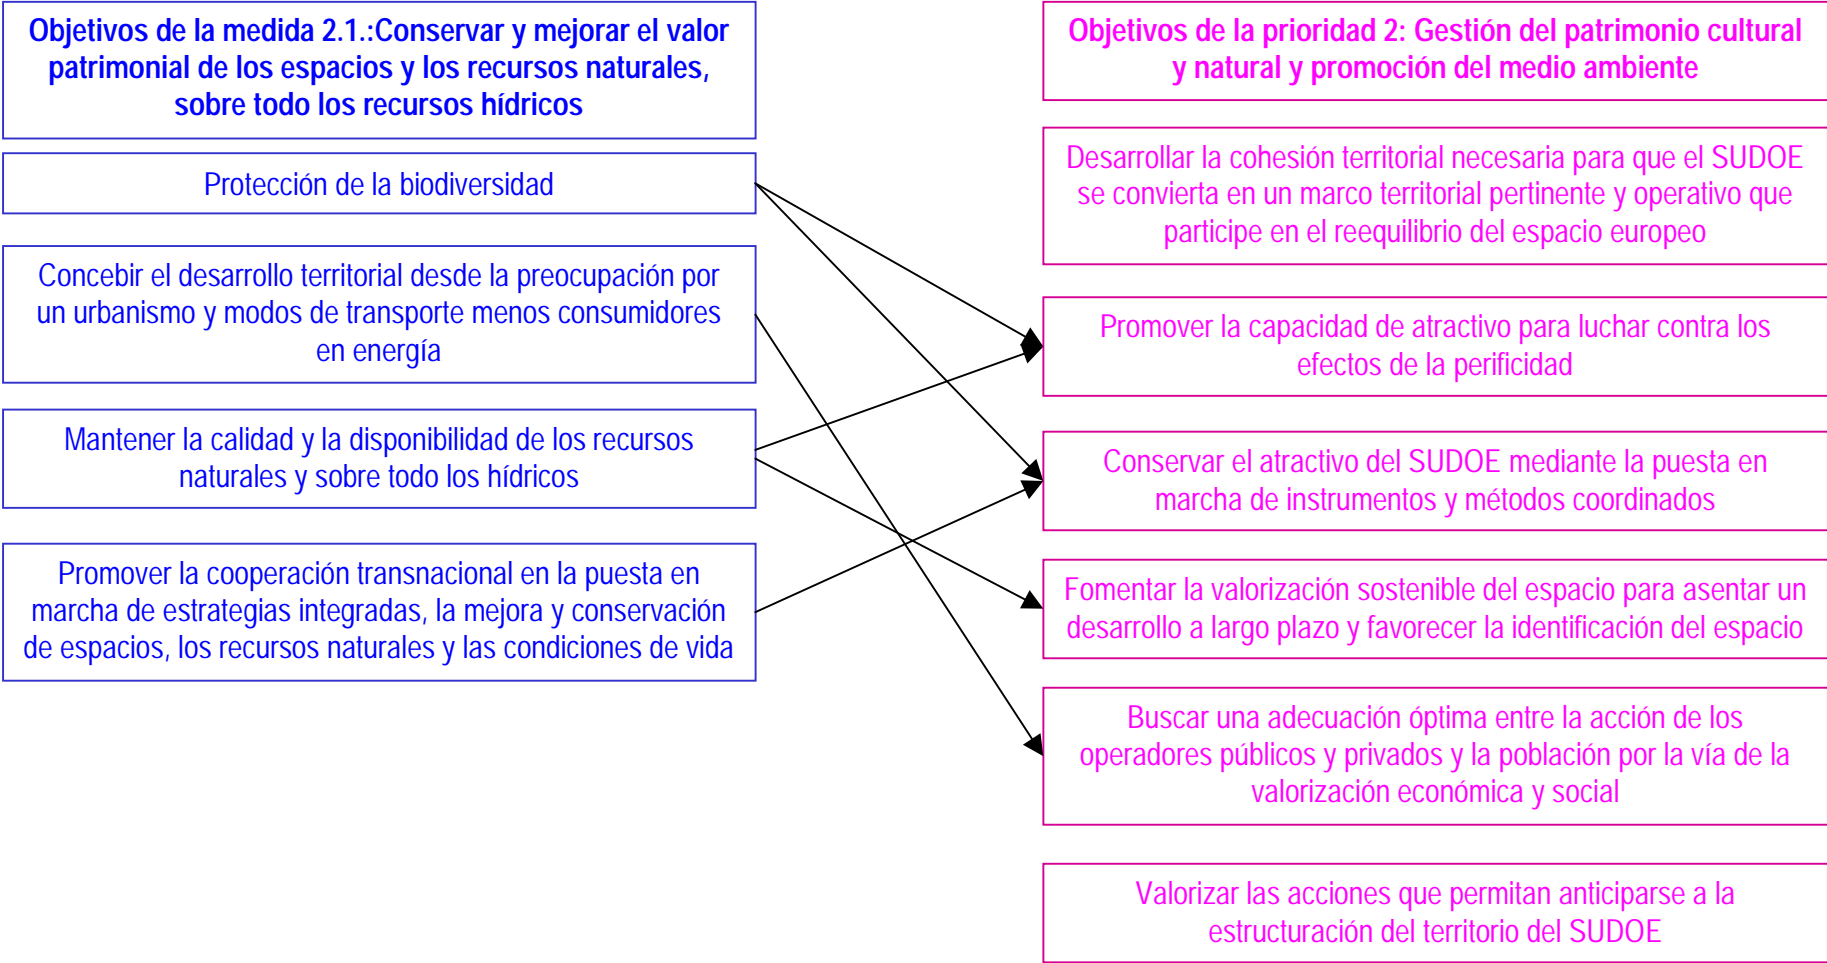 Objetivos de la medida 2.1.:Conservar y mejorar el valor
patrimonial de los espacios y los recursos naturales,
sobre todo los recursos hídricos
Protección de la biodiversidad
Concebir el desarrollo territorial desde la preocupación por
un urbanismo y modos de transporte menos consumidores
en energía
Mantener la calidad y la disponibilidad de los recursos
naturales y sobre todo los hídricos
Promover la cooperación transnacional en la puesta en
marcha de estrategias integradas, la mejora y conservación
de espacios, los recursos naturales y las condiciones de vida
Objetivos de la prioridad 2: Gestión del patrimonio cultural
y natural y promoción del medio ambiente
Desarrollar la cohesión territorial necesaria para que el SUDOE
se convierta en un marco territorial pertinente y operativo que
participe en el reequilibrio del espacio europeo
Promover la capacidad de atractivo para luchar contra los
efectos de la perificidad
Conservar el atractivo del SUDOE mediante la puesta en
marcha de instrumentos y métodos coordinados
Fomentar la valorización sostenible del espacio para asentar un
desarrollo a largo plazo y favorecer la identificación del espacio
Buscar una adecuación óptima entre la acción de los
operadores públicos y privados y la población por la vía de la
valorización económica y social
Valorizar las acciones que permitan anticiparse a la
estructuración del territorio del SUDOE